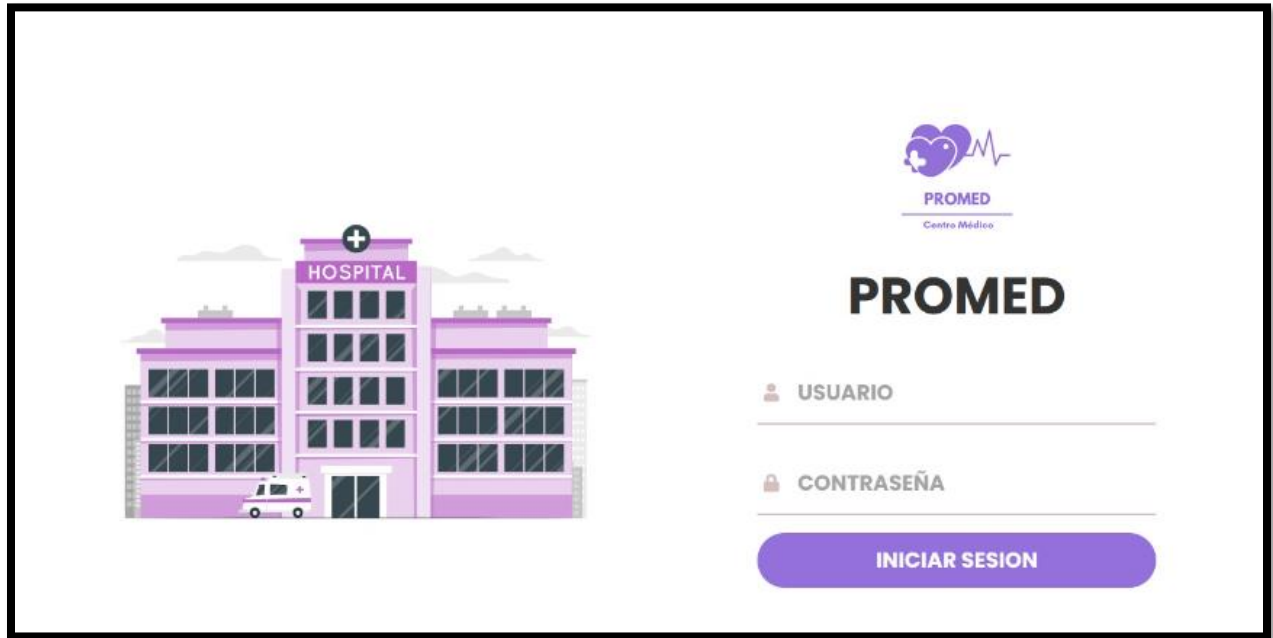 HOSPITAL
PROMED
Centro Médico
PROMED
USUARIO
CONTRASEÑA
INICIAR SESION